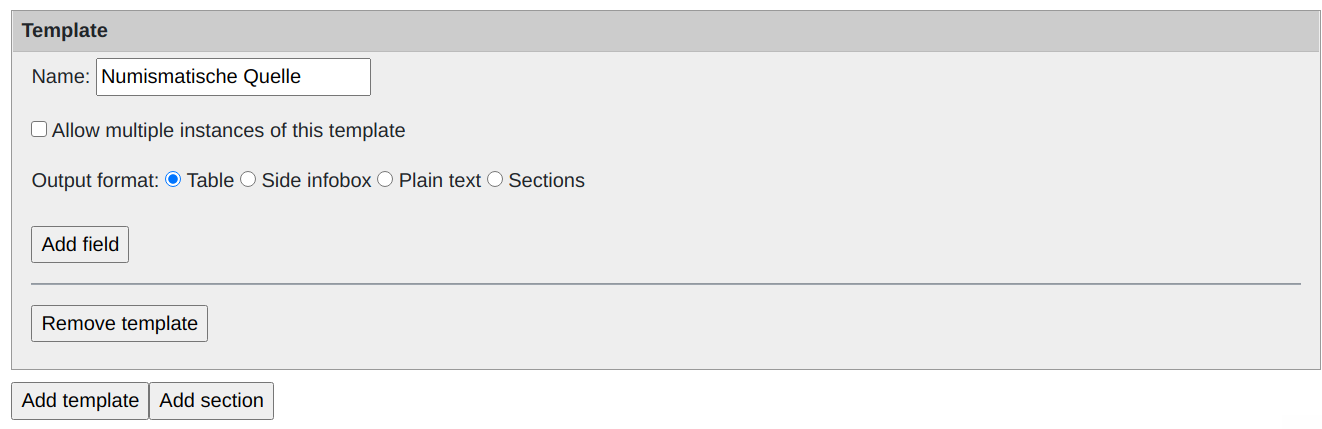 Template
Name: Numismatische Quelle
Allow multiple instances of this template
Output format: Table Side infobox Plain text Sections
Add field
Remove template
Add template Add section